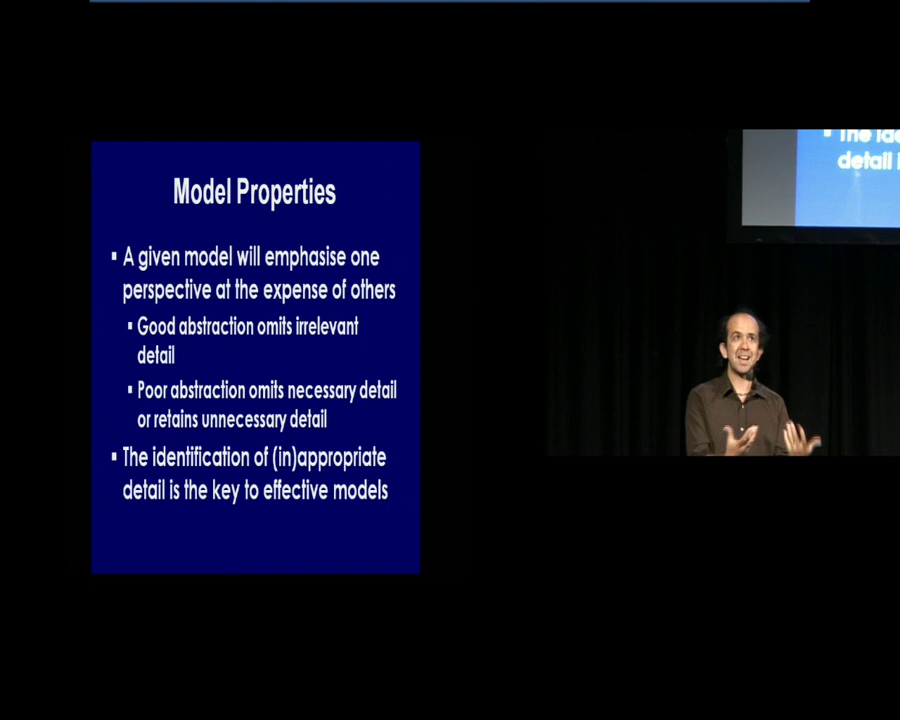 Model Properties
▪ A given model will emphasise one
perspective at the expense of others
▪ Good abstraction omits irrelevant
detail
▪ Poor abstraction omits necessary detail
or retains unnecessary detail
▪ The identification of (in)appropriate
detail is the key to effective models
▪ The
detail